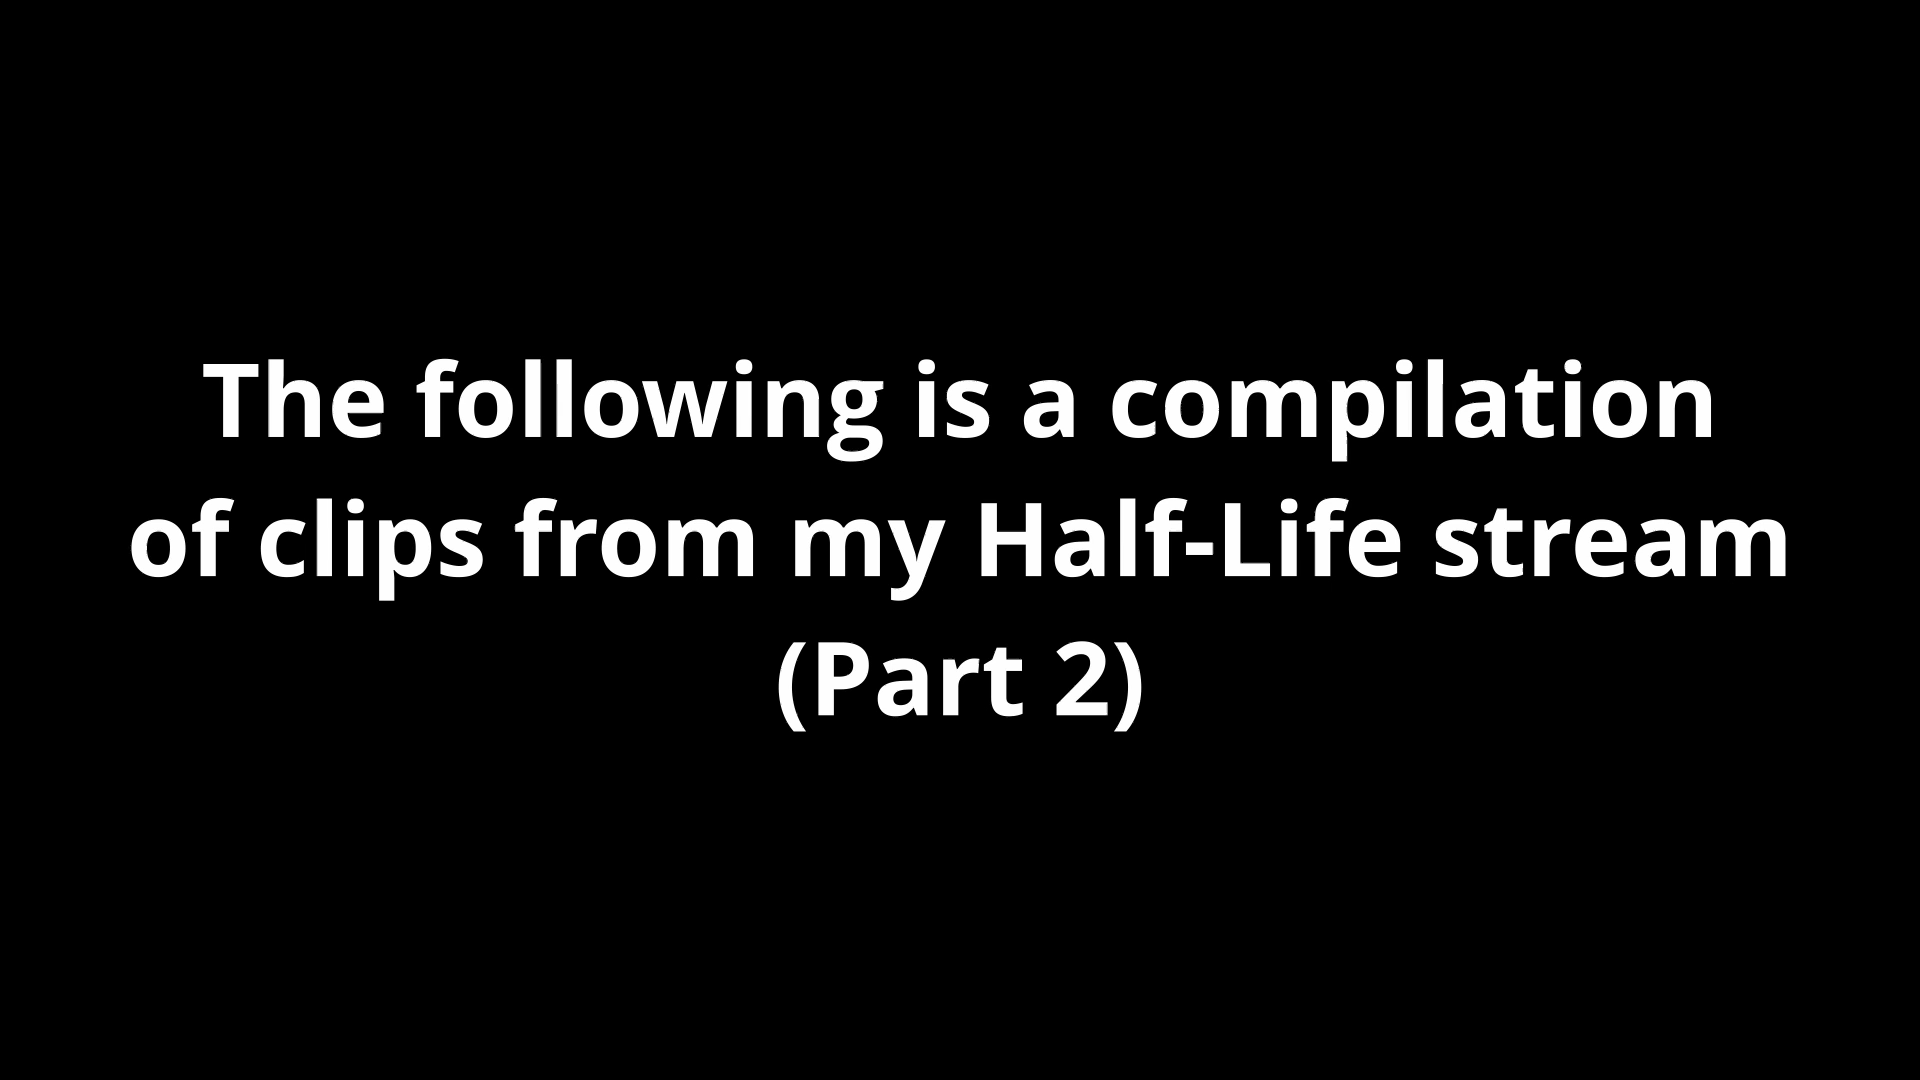 The following is a compilation
of clips from my Half-Life stream
(Part 2)